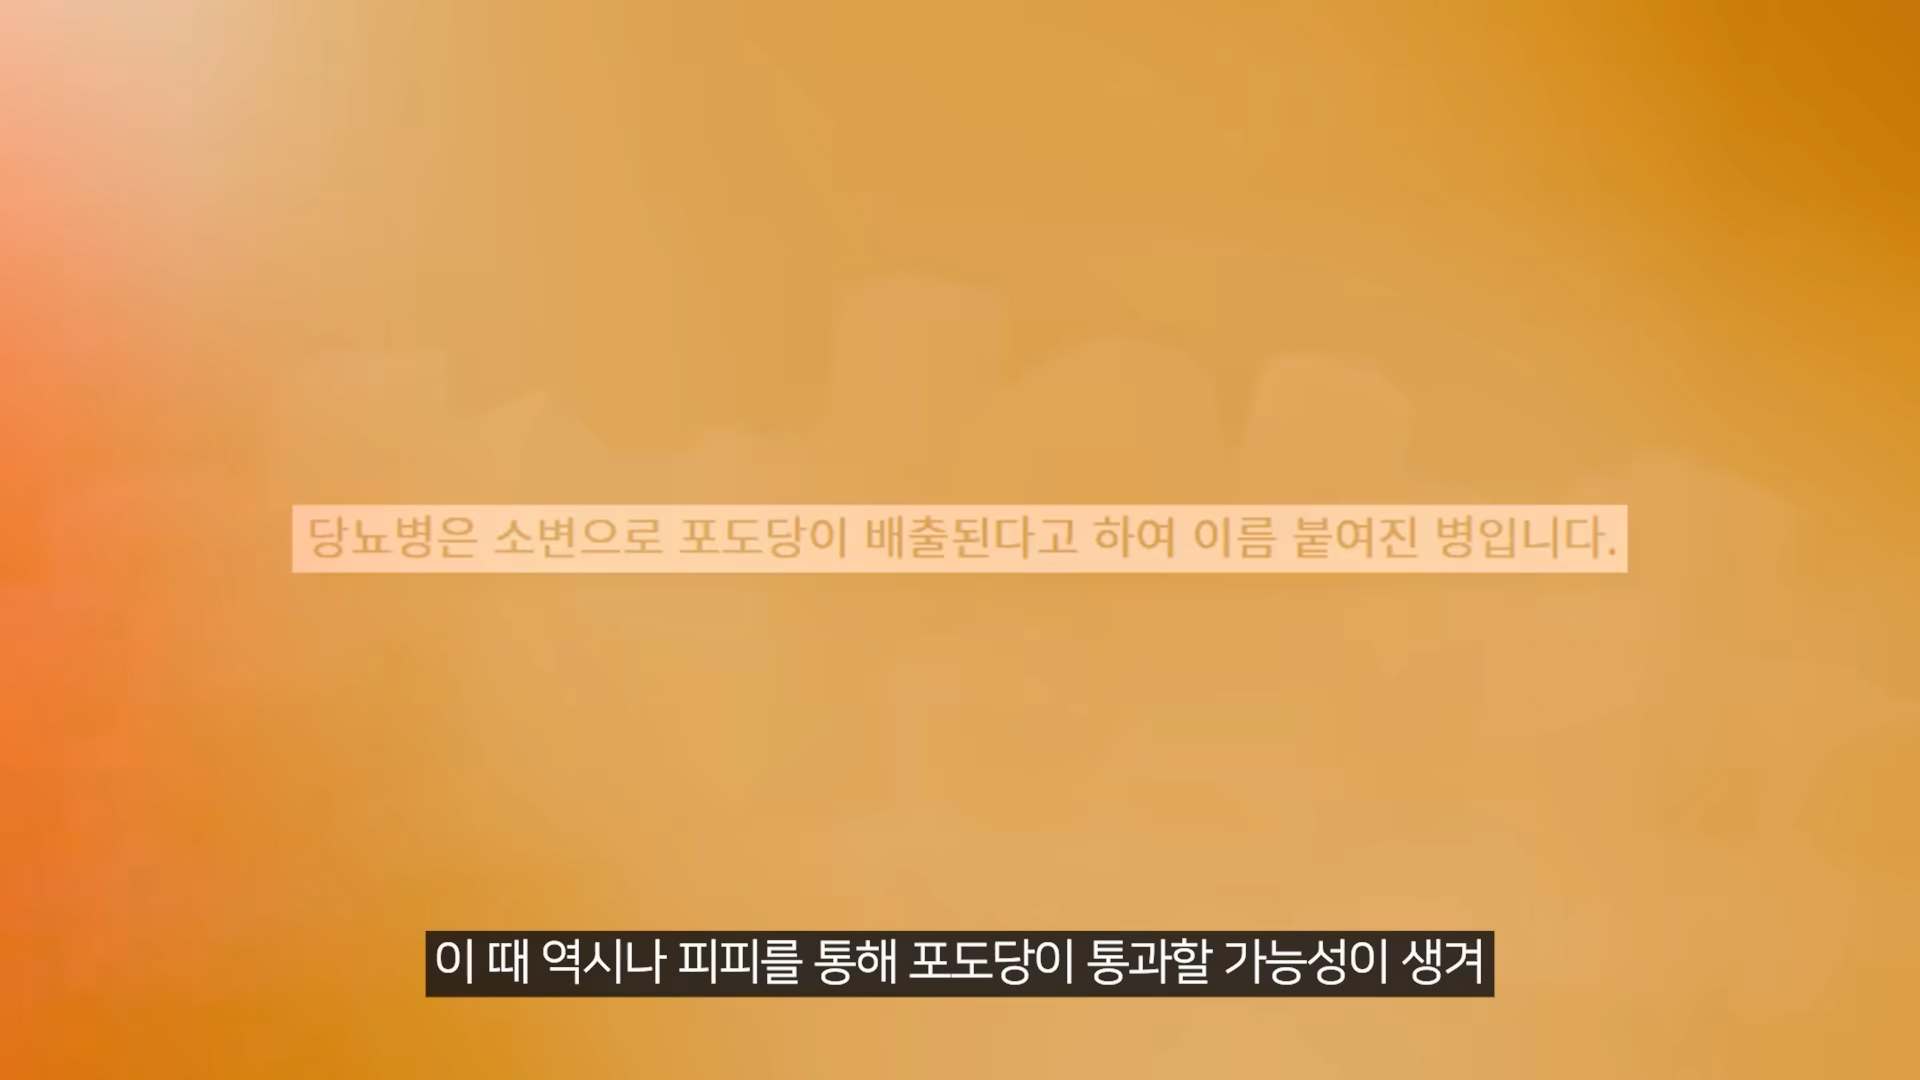 당뇨병은 소변으로 포도당이 배출된다고 하여 이름 붙여진 병입니다.
이 때 역시나 피피를 통해 포도당이 통과할 가능성이 생겨